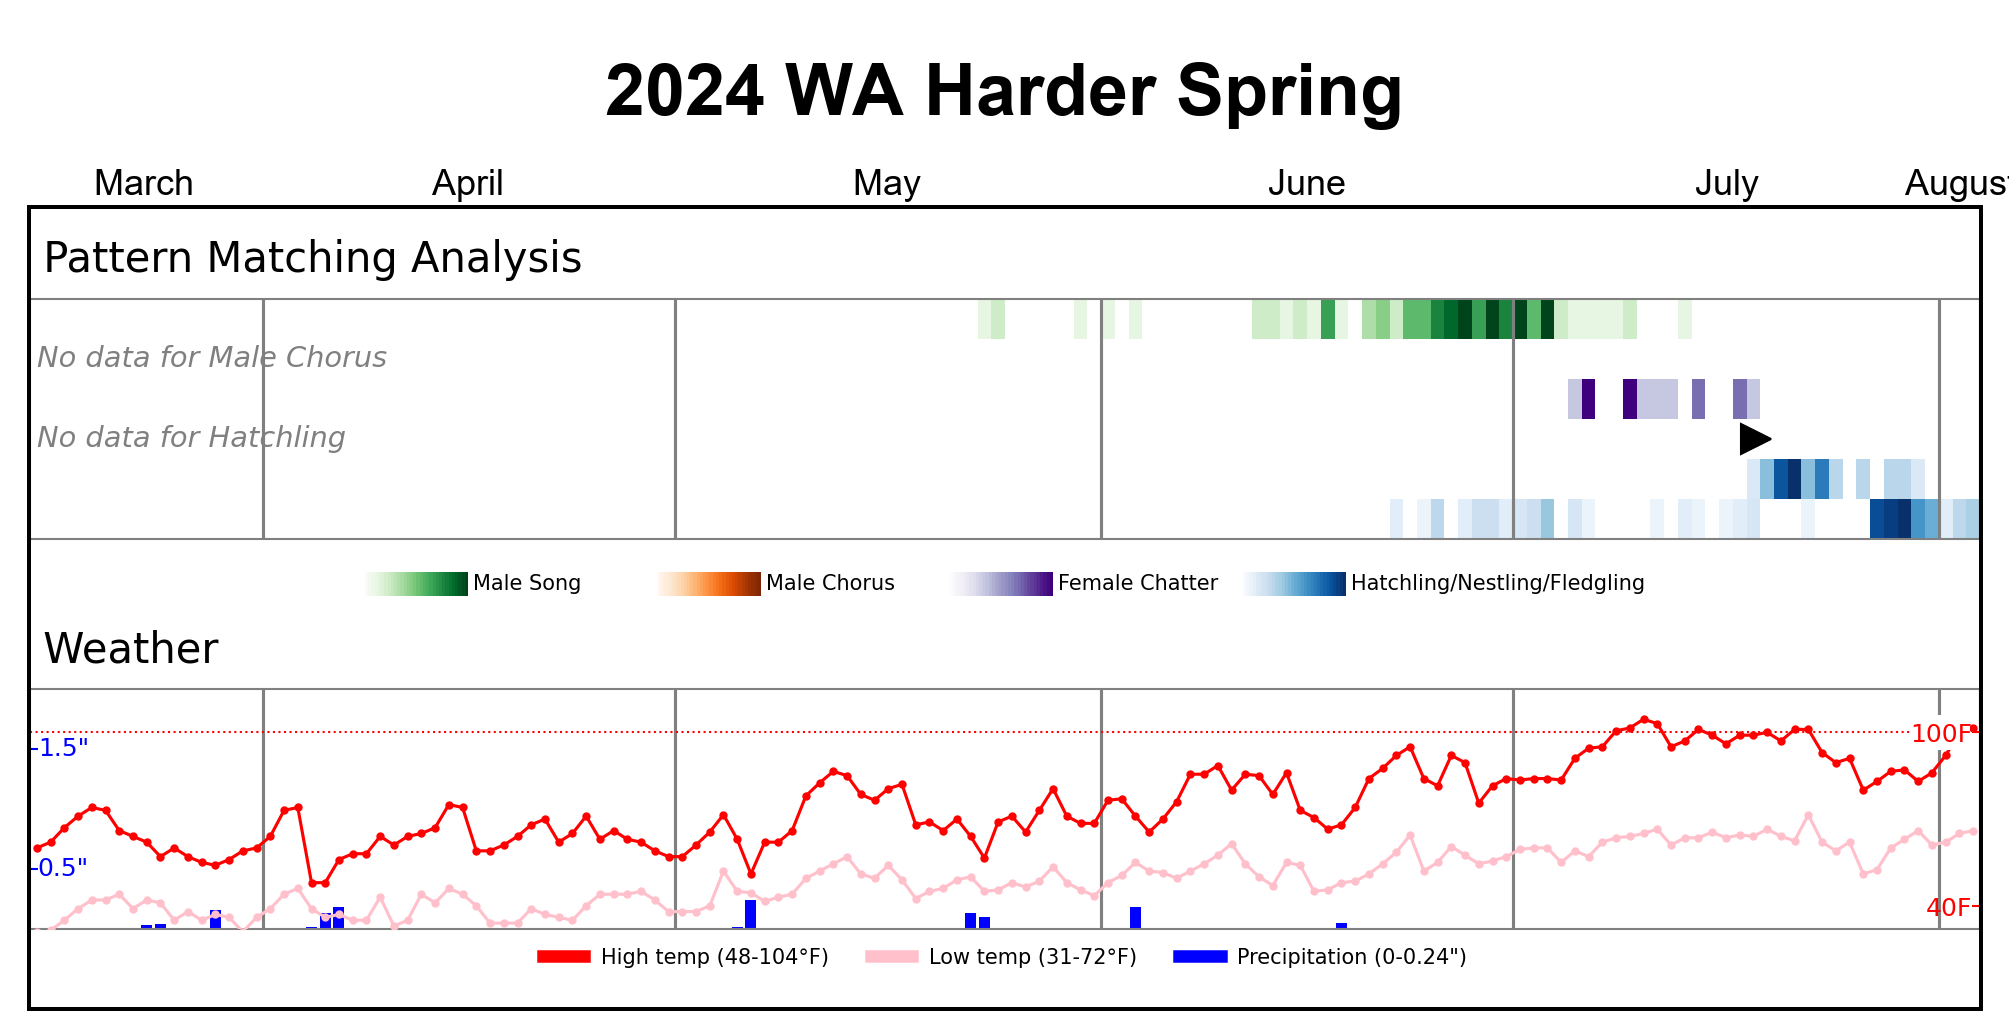 2024 WA Harder Spring
March April May June July August
Pattern Matching Analysis
No data for Male Chorus
No data for Hatchling
Male Song Male Chorus Female Chatter Hatchling/Nestling/Fledgling
Weather
1.5" 100F
0.5"
40F
High temp (48-104°F) Low temp (31-72°F) Precipitation (0-0.24")